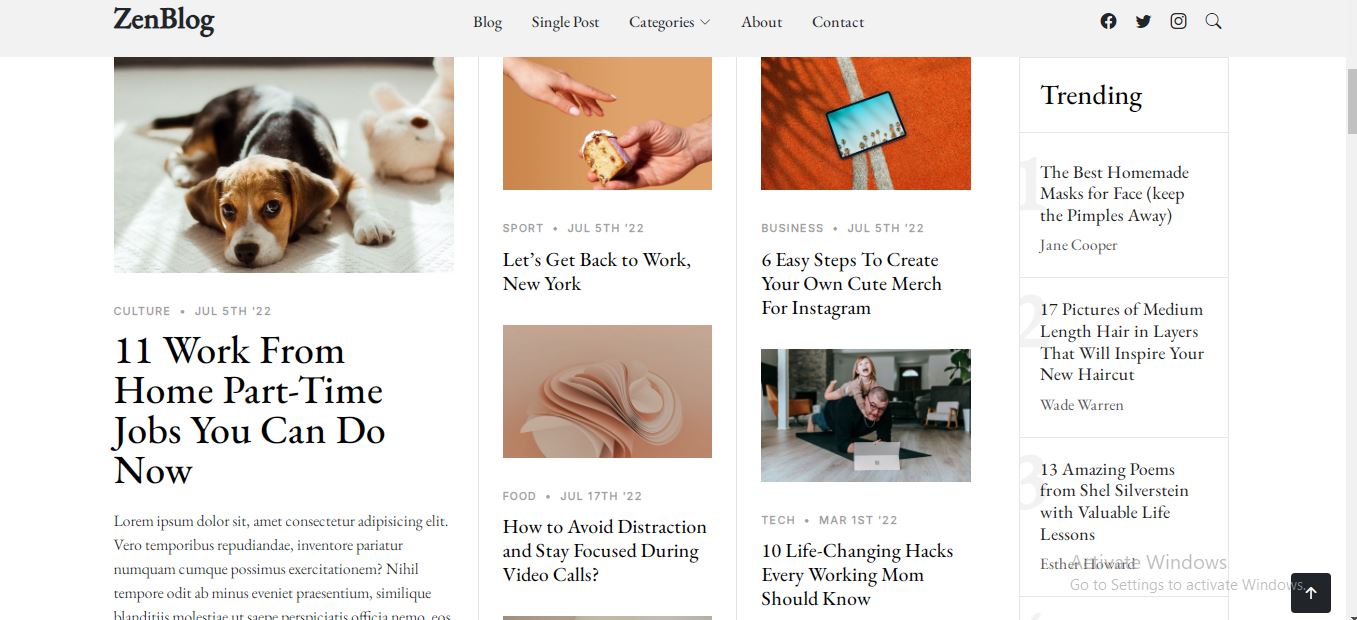 ZenBlog
Blog
Single Post
Categories
About
Contact
CULTURE • JUL 5TH '22
11 Work From
Home Part-Time
Jobs You Can Do
Now
Lorem ipsum dolor sit, amet consectetur adipisicing elit.
Vero temporibus repudiandae, inventore pariatur
numquam cumque possimus exercitationem? Nihil
tempore odit ab minus eveniet praesentium, similique
blanditiis molestiae ut saepe perspiciatis officia nemo, eos
SPORT • JUL 5TH '22
Let's Get Back to Work,
New York
FOOD • JUL 17TH '22
How to Avoid Distraction
and Stay Focused During
Video Calls?
BUSINESS • JUL 5TH '22
6 Easy Steps To Create
Your Own Cute Merch
For Instagram
TECH • MAR 1ST '22
10 Life-Changing Hacks
Every Working Mom
Should Know
Trending
1
The Best Homemade
Masks for Face (keep
the Pimples Away)
Jane Cooper
2
17 Pictures of Medium
Length Hair in Layers
That Will Inspire Your
New Haircut
Wade Warren
3
13 Amazing Poems
from Shel Silverstein
with Valuable Life
Lessons
Esther Howard
Activate Windows
Go to Settings to activate Windows.